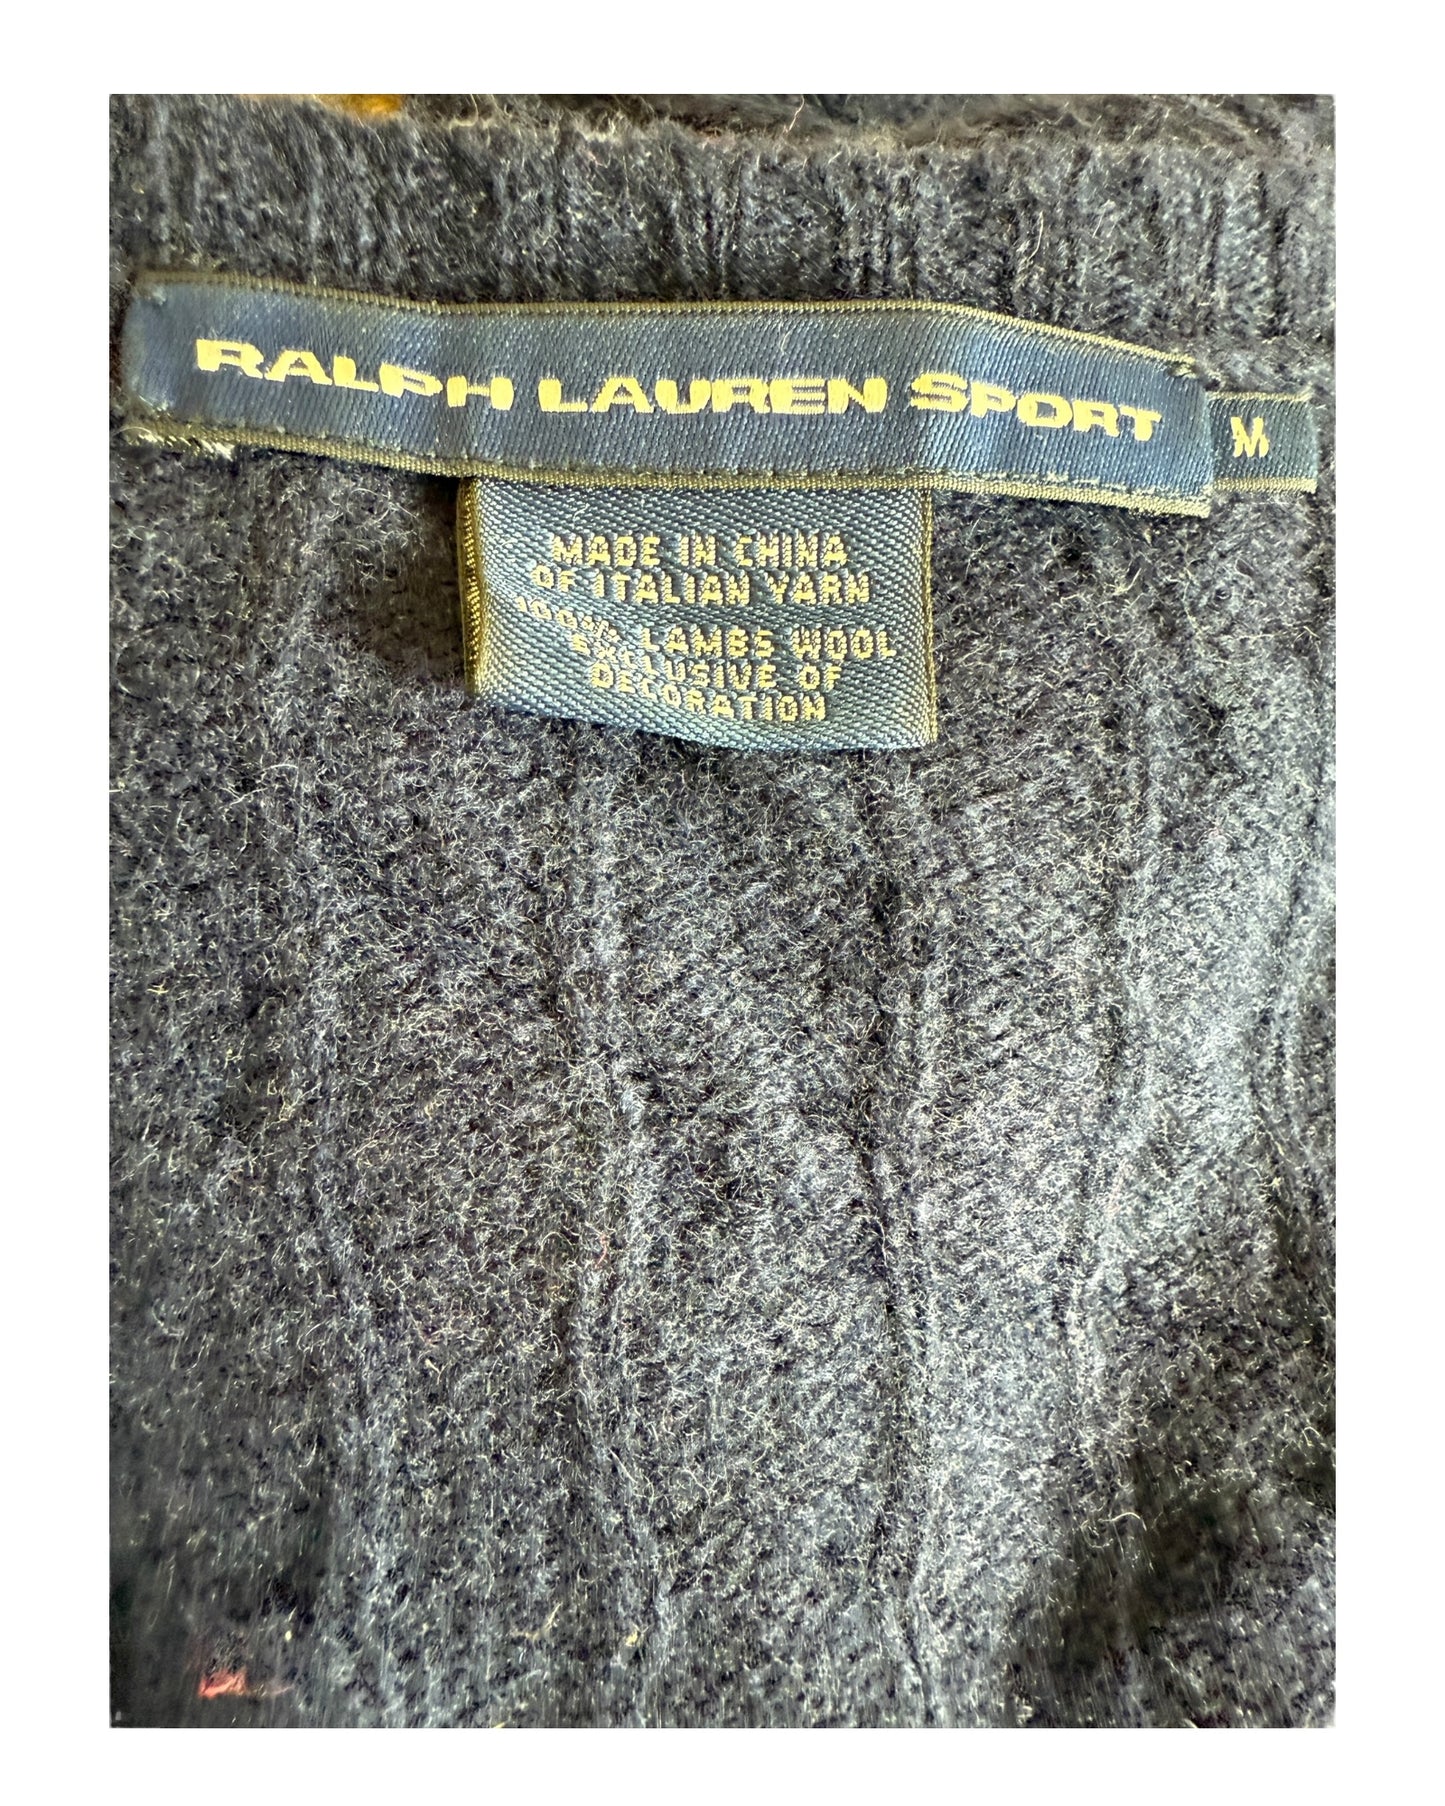 RALPH LAUREN SPORT
M
MADE IN CHINA
OF ITALIAN YARN
100% LAMBS WOOL
EXCLUSIVE OF
DECORATION